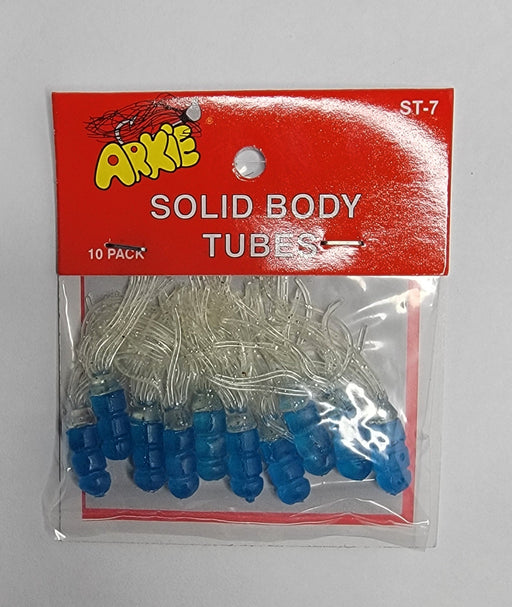 ST-7
ARKIE®
SOLID BODY
TUBES
10 PACK